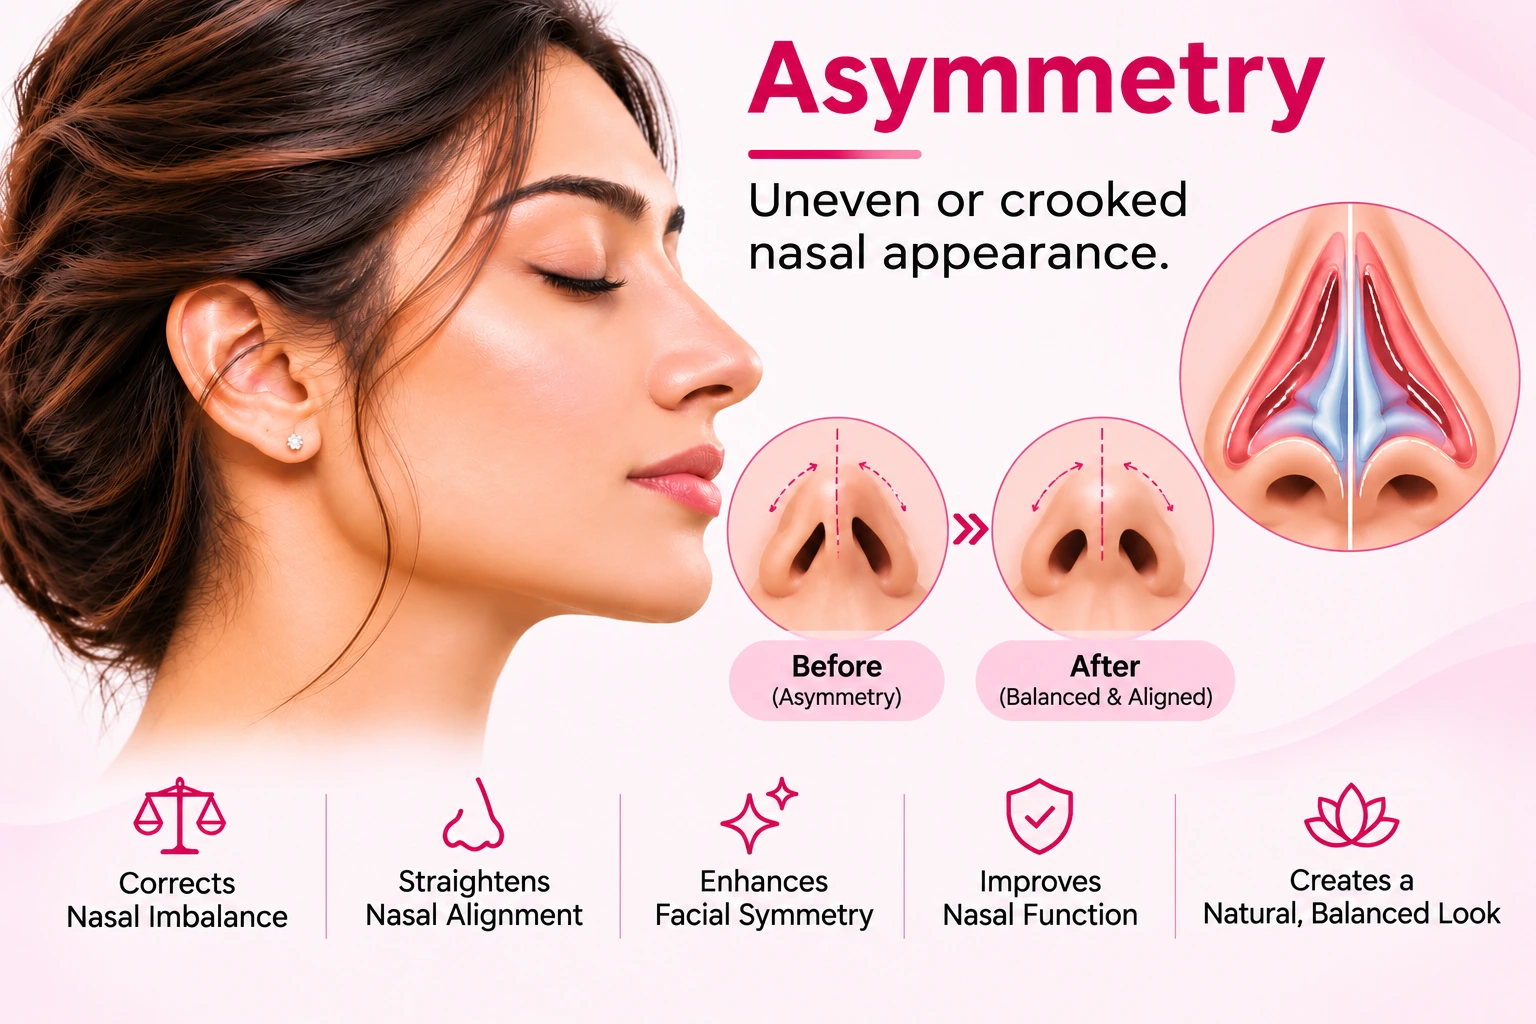 Asymmetry
Uneven or crooked
nasal appearance.
Before
(Asymmetry)
After
(Balanced & Aligned)
Corrects
Nasal Imbalance
Straightens
Nasal Alignment
Enhances
Facial Symmetry
Improves
Nasal Function
Creates a
Natural, Balanced Look